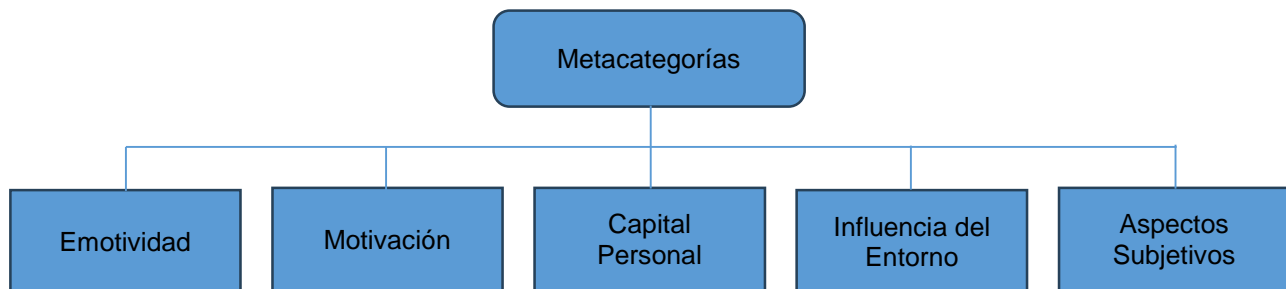 Metacategorías
Emotividad
Motivación
Capital
Personal
Influencia del
Entorno
Aspectos
Subjetivos